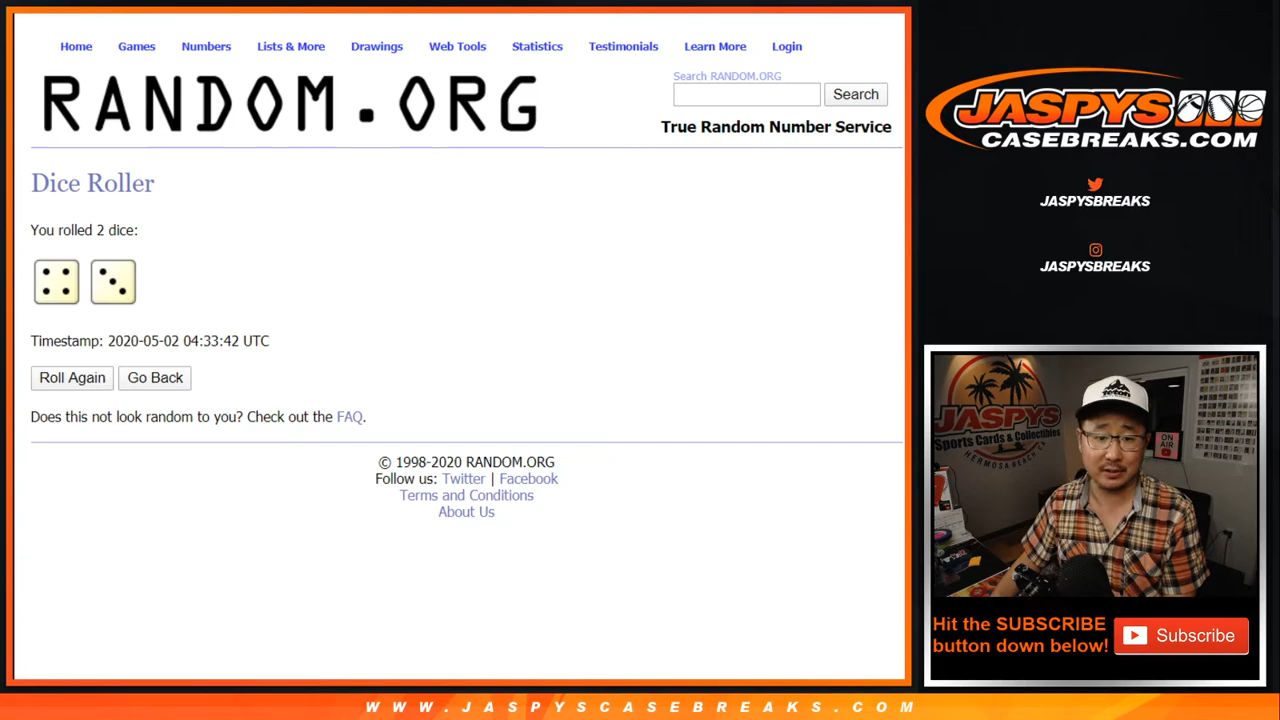 Home Games Numbers Lists & More Drawings Web Tools Statistics Testimonials Learn More Login
RANDOM.ORG
Search RANDOM.ORG
Search
True Random Number Service
Dice Roller
You rolled 2 dice:
Timestamp: 2020-05-02 04:33:42 UTC
Roll Again Go Back
Does this not look random to you? Check out the FAQ.
© 1998-2020 RANDOM.ORG
Follow us: Twitter | Facebook
Terms and Conditions
About Us
JASPYS
CASEBREAKS.COM
JASPYSBREAKS
JASPYSBREAKS
JASPYS
Sports Cards & Collectibles
HERMOSA BEACH
ON
AIR
Hit the SUBSCRIBE
button down below!
Subscribe
WWW.JASPYSCASEBREAKS.COM